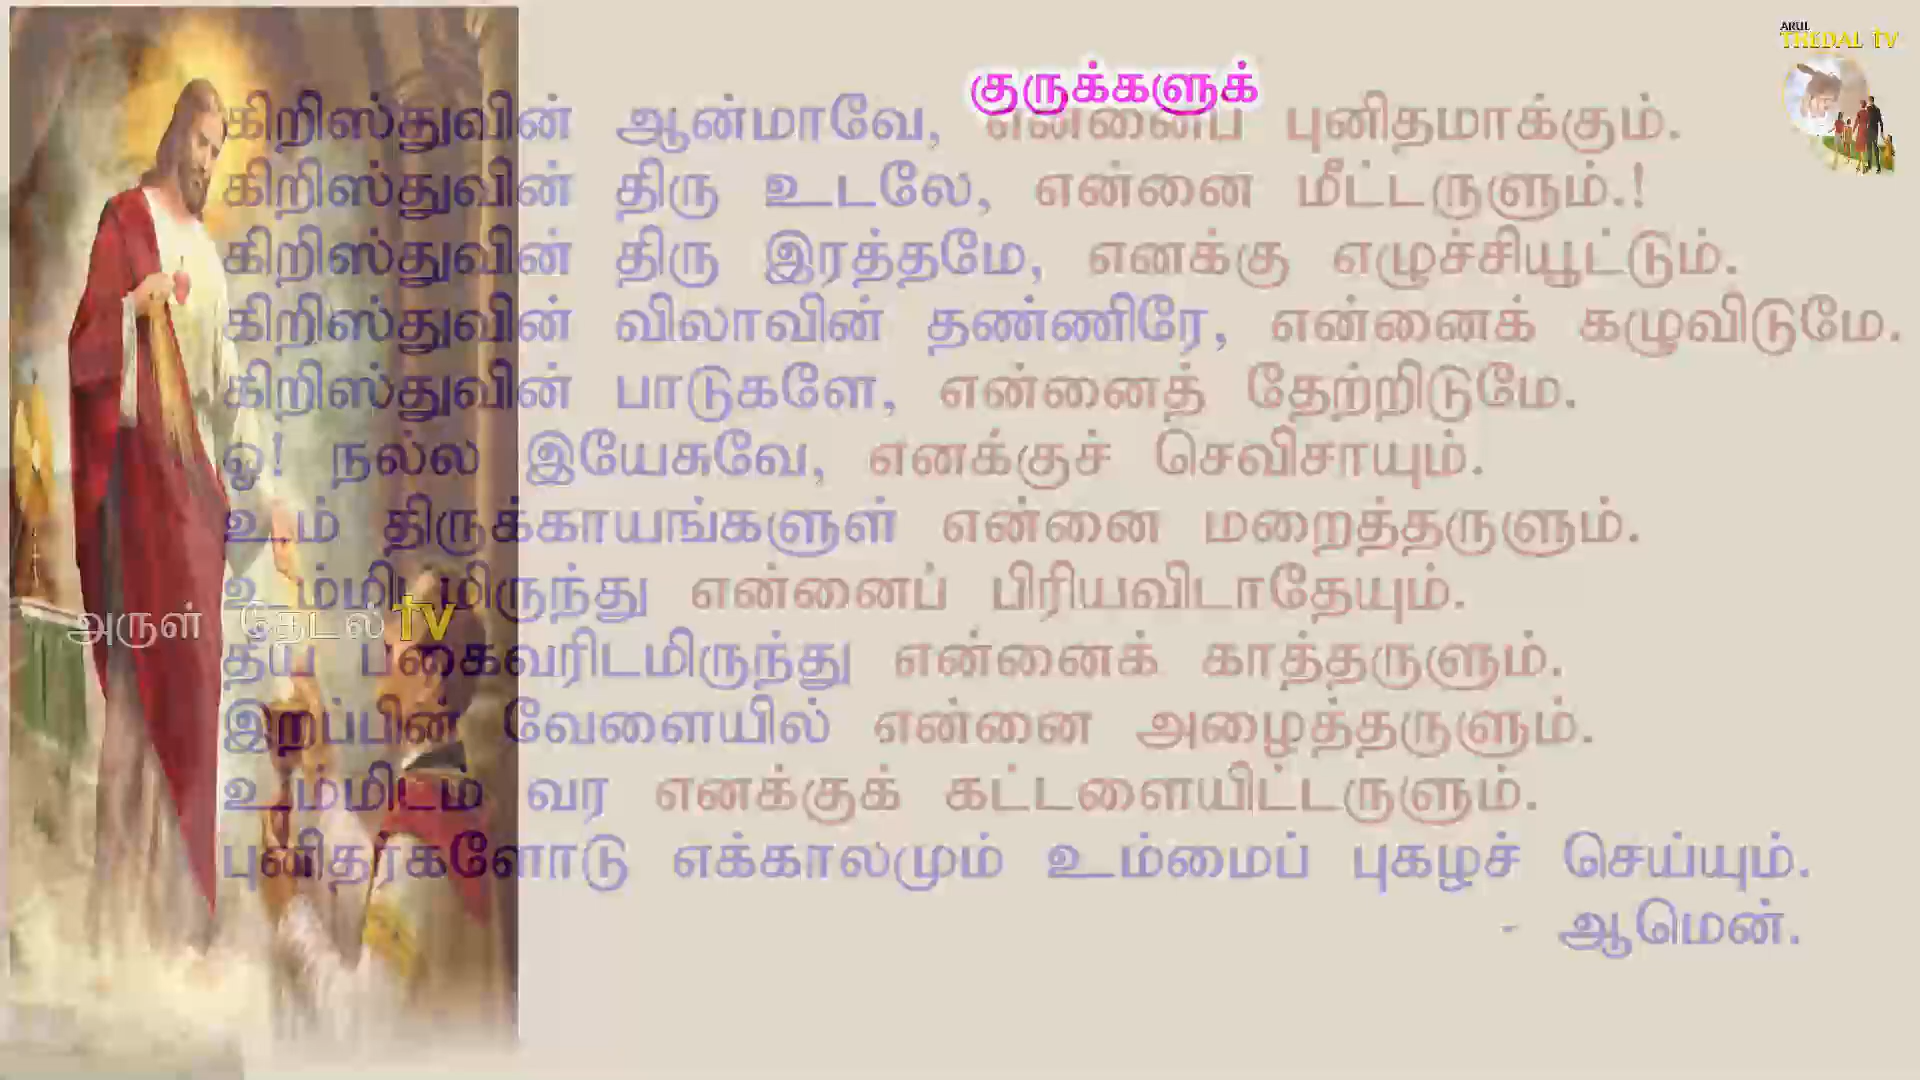 ARUL
THEDAL TV
குருக்களுக்
கிறிஸ்துவின் ஆன்மாவே, என்னைப் புனிதமாக்கும்.
கிறிஸ்துவின் திரு உடலே, என்னை மீட்டருளும்.!
கிறிஸ்துவின் திரு இரத்தமே, எனக்கு எழுச்சியூட்டும்.
கிறிஸ்துவின் விலாவின் தண்ணிரே, என்னைக் கழுவிடுமே.
கிறிஸ்துவின் பாடுகளே, என்னைத் தேற்றிடுமே.
ஓ! நல்ல இயேசுவே, எனக்குச் செவிசாயும்.
உம் திருக்காயங்களுள் என்னை மறைத்தருளும்.
உம்மிடமிருந்து என்னைப் பிரியவிடாதேயும்.
அருள் தேடல் TV
தீய பகைவரிடமிருந்து என்னைக் காத்தருளும்.
இறப்பின் வேளையில் என்னை அழைத்தருளும்.
உம்மிடம் வர எனக்குக் கட்டளையிட்டருளும்.
புனிதர்களோடு எக்காலமும் உம்மைப் புகழச் செய்யும்.
- ஆமென்.